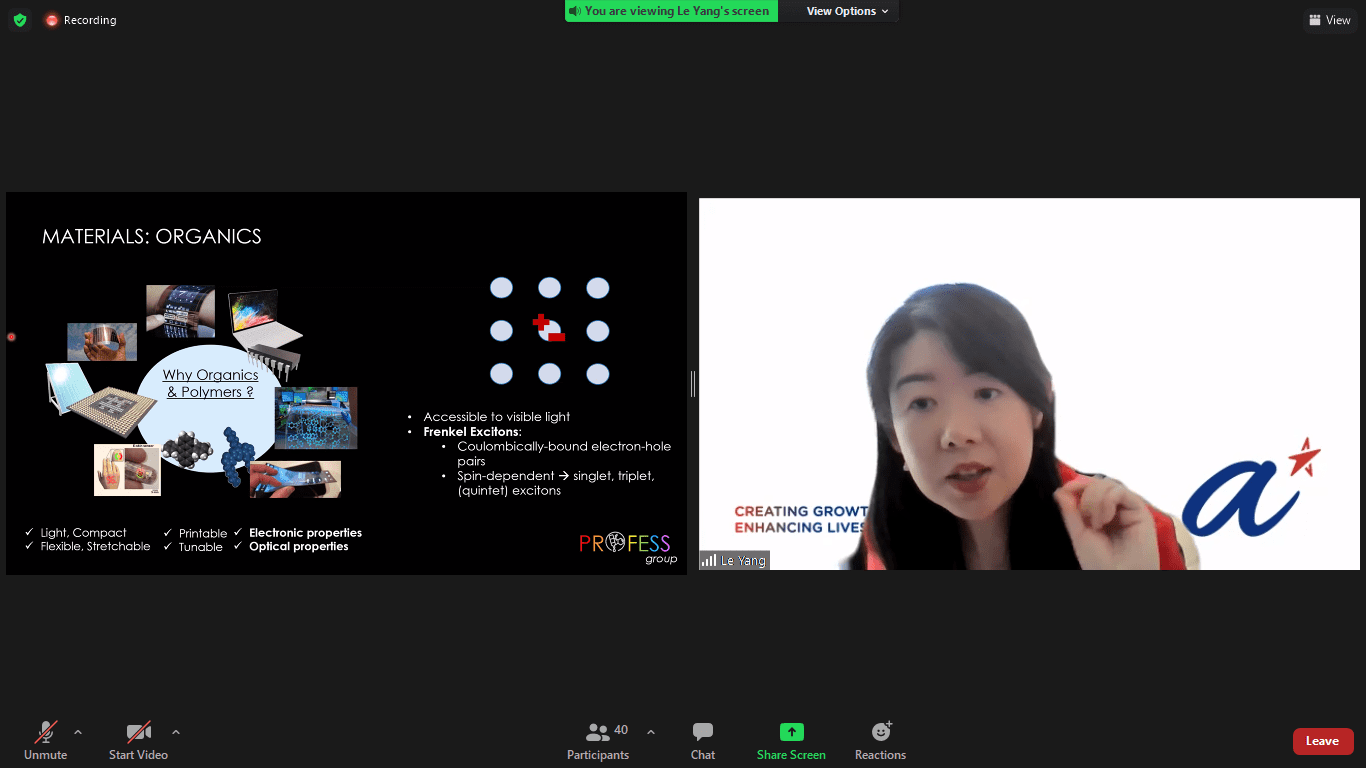 Recording
You are viewing Le Yang's screen
View Options
View
MATERIALS: ORGANICS
Why Organics
& Polymers ?
✓ Light, Compact
✓ Flexible, Stretchable
✓ Printable
✓ Tunable
✓ Electronic properties
✓ Optical properties
• Accessible to visible light
• Frenkel Excitons:
• Coulombically-bound electron-hole
pairs
• Spin-dependent → singlet, triplet,
(quintet) excitons
PROFESS
group
CREATING GROWT
ENHANCING LIVES
a
Le Yang
Unmute
Start Video
40
Participants
Chat
Share Screen
Reactions
Leave